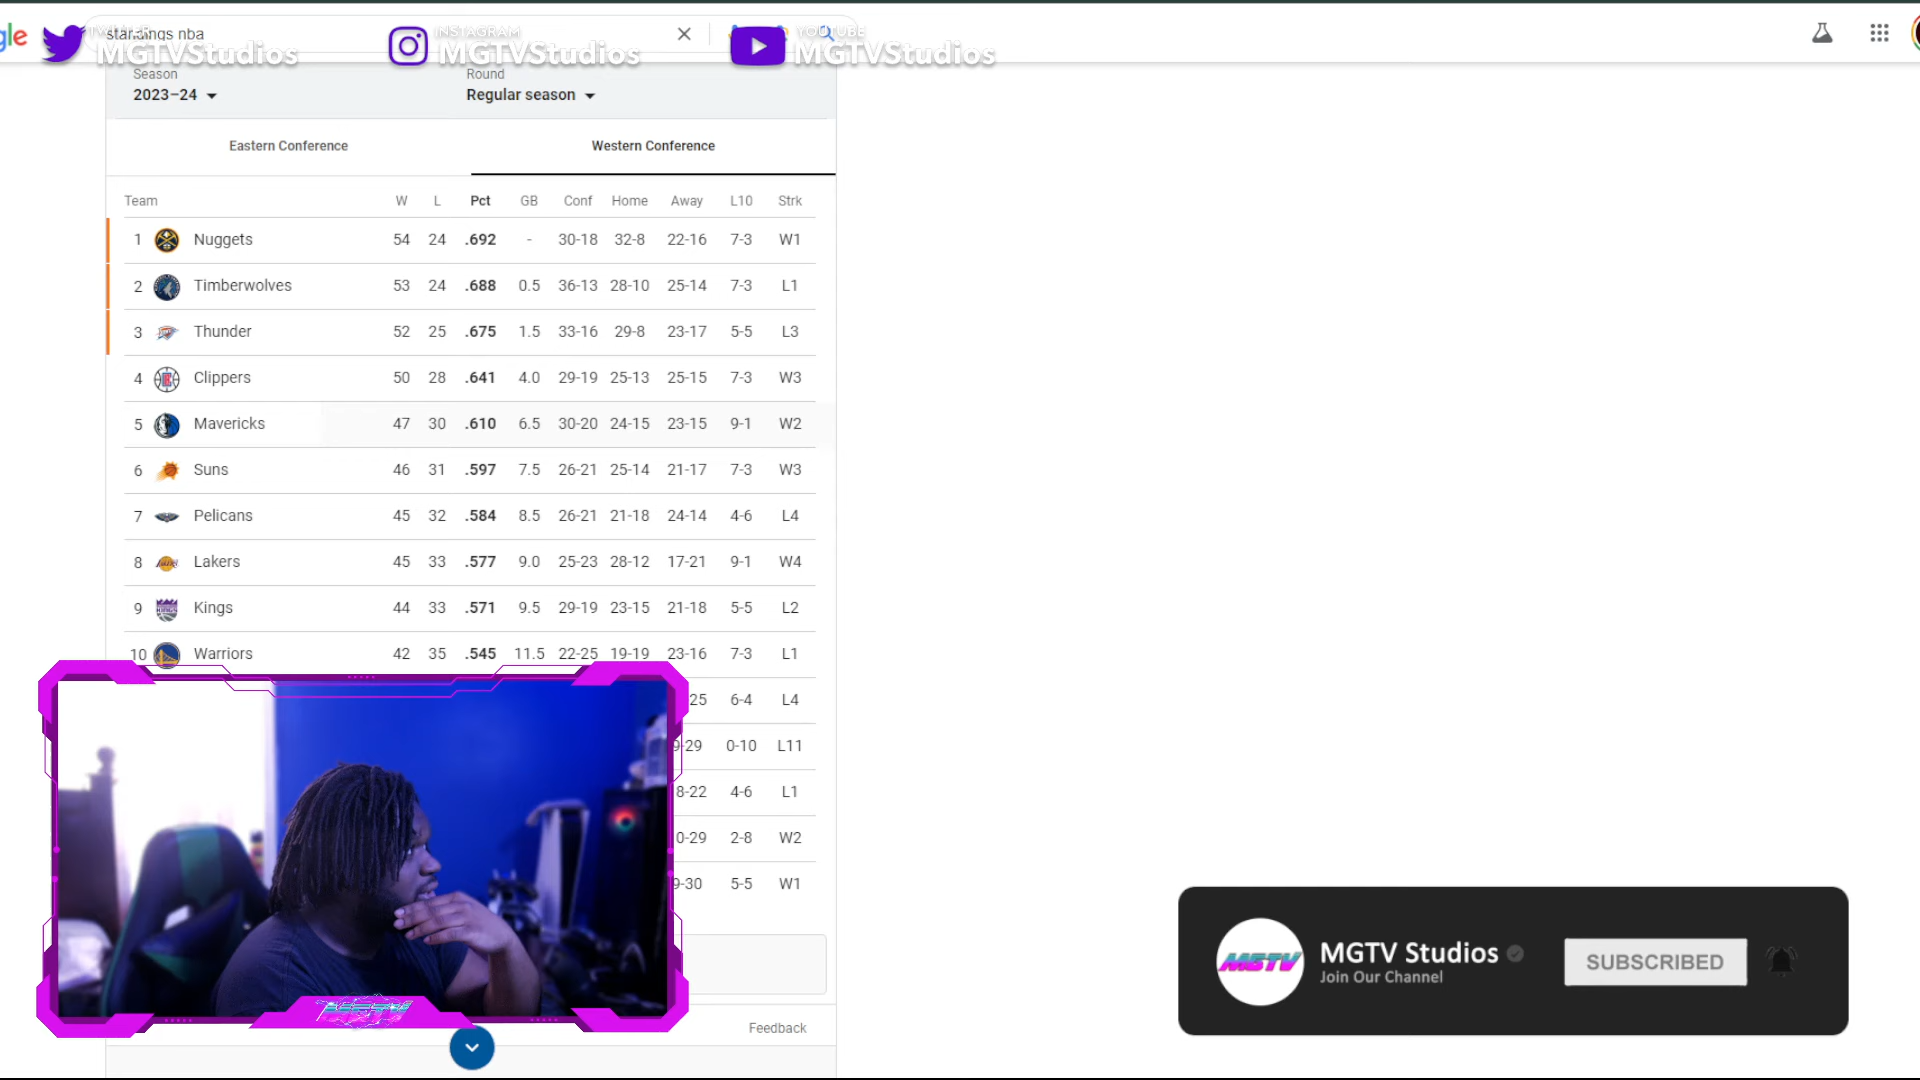 gle
standings nba
TWITTER
MGTVStudios
INSTAGRAM
MGTVStudios
YOUTUBE
MGTVStudios
Season
2023–24
Round
Regular season
Eastern Conference
Western Conference
Team W L Pct GB Conf Home Away L10 Strk
1 Nuggets 54 24 .692 - 30-18 32-8 22-16 7-3 W1
2 Timberwolves 53 24 .688 0.5 36-13 28-10 25-14 7-3 L1
3 Thunder 52 25 .675 1.5 33-16 29-8 23-17 5-5 L3
4 Clippers 50 28 .641 4.0 29-19 25-13 25-15 7-3 W3
5 Mavericks 47 30 .610 6.5 30-20 24-15 23-15 9-1 W2
6 Suns 46 31 .597 7.5 26-21 25-14 21-17 7-3 W3
7 Pelicans 45 32 .584 8.5 26-21 21-18 24-14 4-6 L4
8 Lakers 45 33 .577 9.0 25-23 28-12 17-21 9-1 W4
9 Kings 44 33 .571 9.5 29-19 23-15 21-18 5-5 L2
10 Warriors 42 35 .545 11.5 22-25 19-19 23-16 7-3 L1
25 6-4 L4
9-29 0-10 L11
8-22 4-6 L1
0-29 2-8 W2
9-30 5-5 W1
Feedback
MGTV
MGTV
MGTV Studios
Join Our Channel
SUBSCRIBED